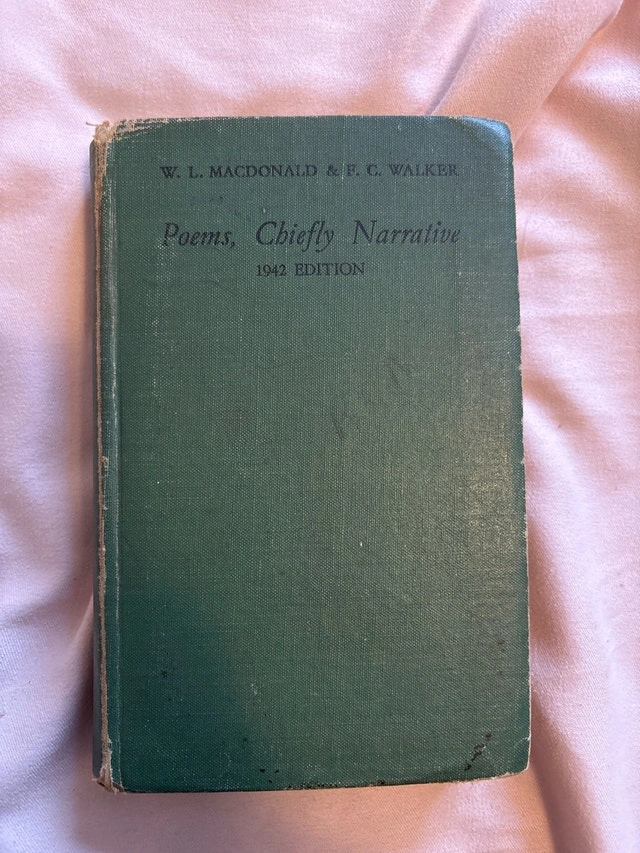 W. L. MACDONALD & F. C. WALKER
Poems, Chiefly Narrative
1942 EDITION